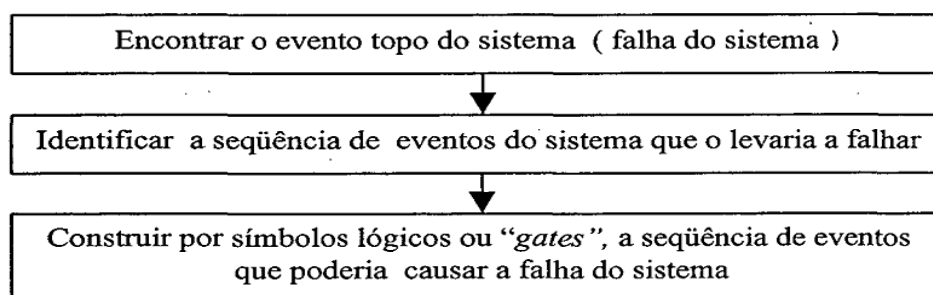 Encontrar o evento topo do sistema ( falha do sistema )
Identificar a seqüência de eventos do sistema que o levaria a falhar
Construir por símbolos lógicos ou “gates”, a seqüência de eventos
que poderia causar a falha do sistema